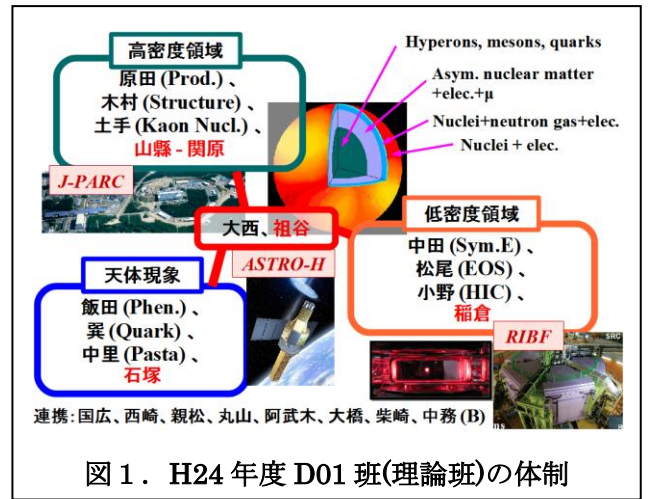 高密度領域
原田(Prod.)、
木村(Structure)、
土手(Kaon Nucl.)、
山縣 - 関原
J-PARC
Hyperons, mesons, quarks
Asym. nuclear matter
+elec.+μ
Nuclei+neutron gas+elec.
Nuclei + elec.
大西、祖谷
天体現象
飯田(Phen.)、
巽(Quark)、
中里(Pasta)、
石塚
ASTRO-H
低密度領域
中田(Sym.E)、
松尾(EOS)、
小野(HIC)、
稲倉
RIBF
SRC
連携:国広、西崎、親松、丸山、阿武木、大橋、柴崎、中務(B)
図1. H24年度 D01 班(理論班)の体制